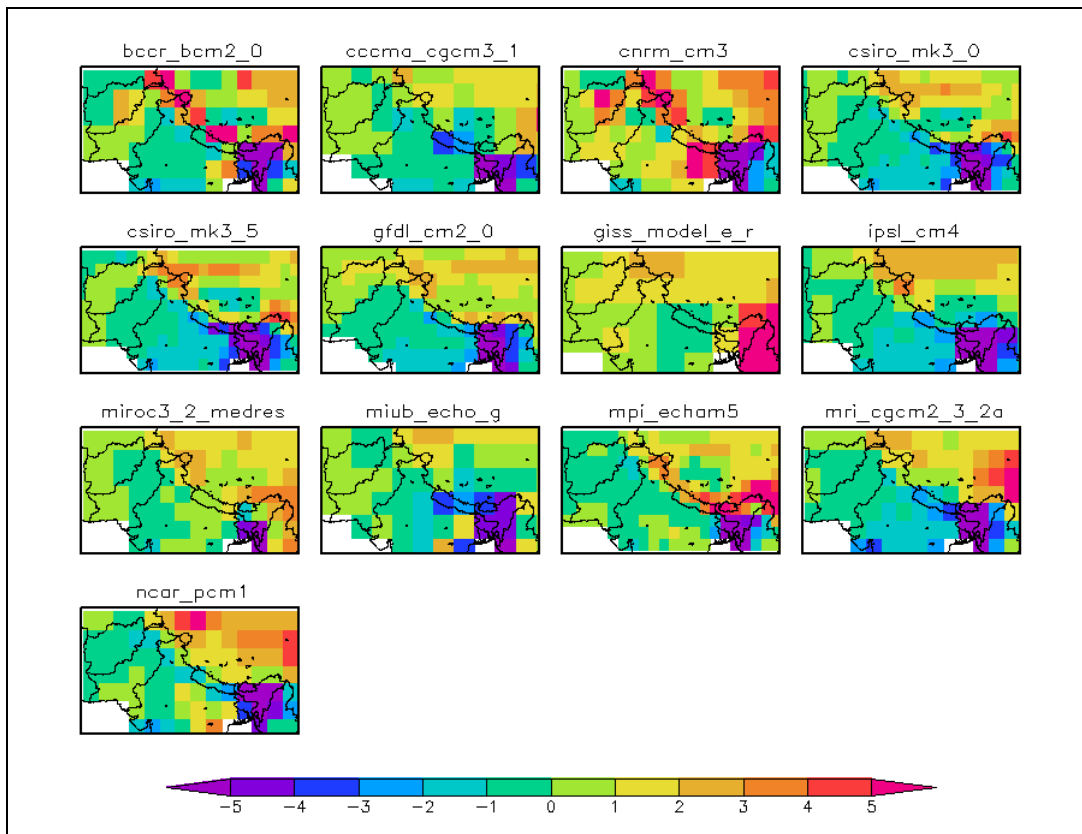 bccr_bcm2_0 cccma_cgcm3_1 cnrm_cm3 csiro_mk3_0
csiro_mk3_5 gfdl_cm2_0 giss_model_e_r ipsl_cm4
miroc3_2_medres miub_echo_g mpi_echam5 mri_cgcm2_3_2a
ncar_pcm1
−5 −4 −3 −2 −1 0 1 2 3 4 5